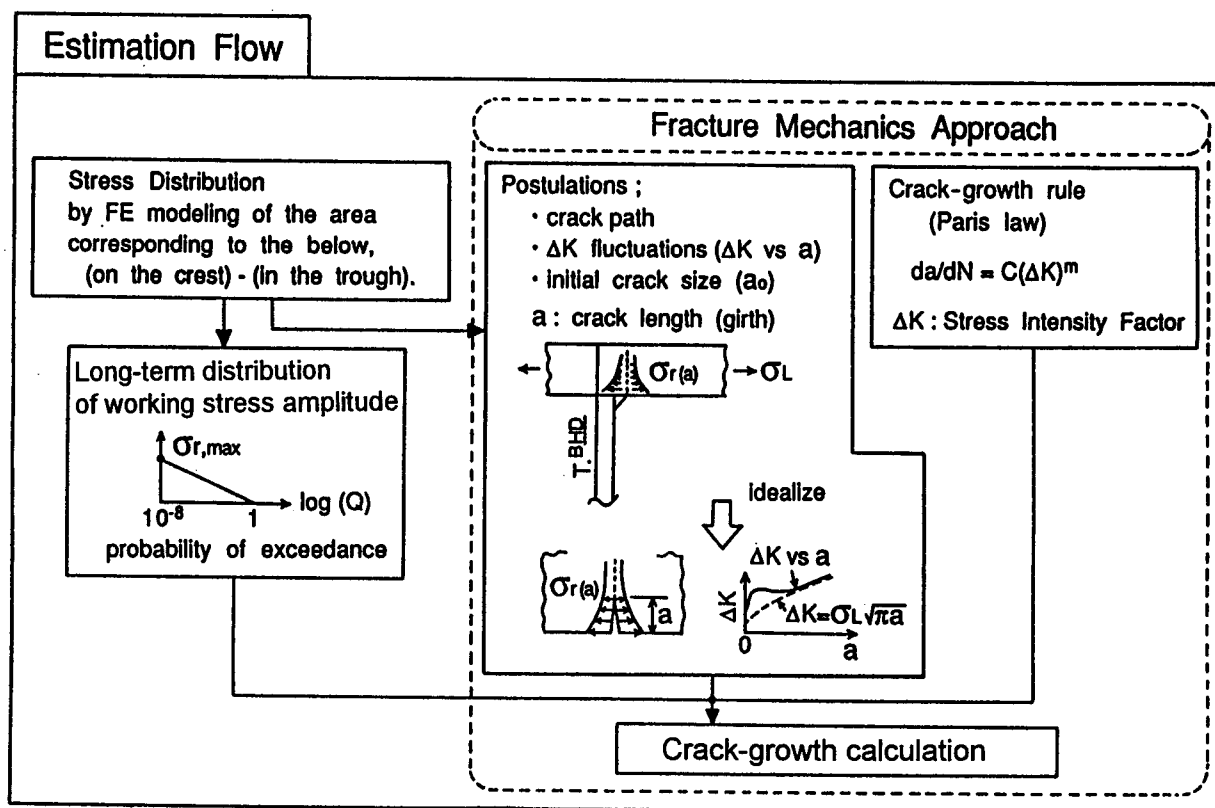 Estimation Flow
Fracture Mechanics Approach
Stress Distribution
by FE modeling of the area
corresponding to the below,
(on the crest) - (in the trough).
Long-term distribution
of working stress amplitude
σr,max
log (Q)
10⁻⁸ 1
probability of exceedance
Postulations ;
· crack path
· ΔK fluctuations (ΔK vs a)
· initial crack size (a₀)
a : crack length (girth)
σr(a)
σL
T. BHD
idealize
σr(a)
a
ΔK vs a
ΔK
ΔK=σL√πa
0
a
Crack-growth rule
(Paris law)
da/dN = C(ΔK)ᵐ
ΔK : Stress Intensity Factor
Crack-growth calculation